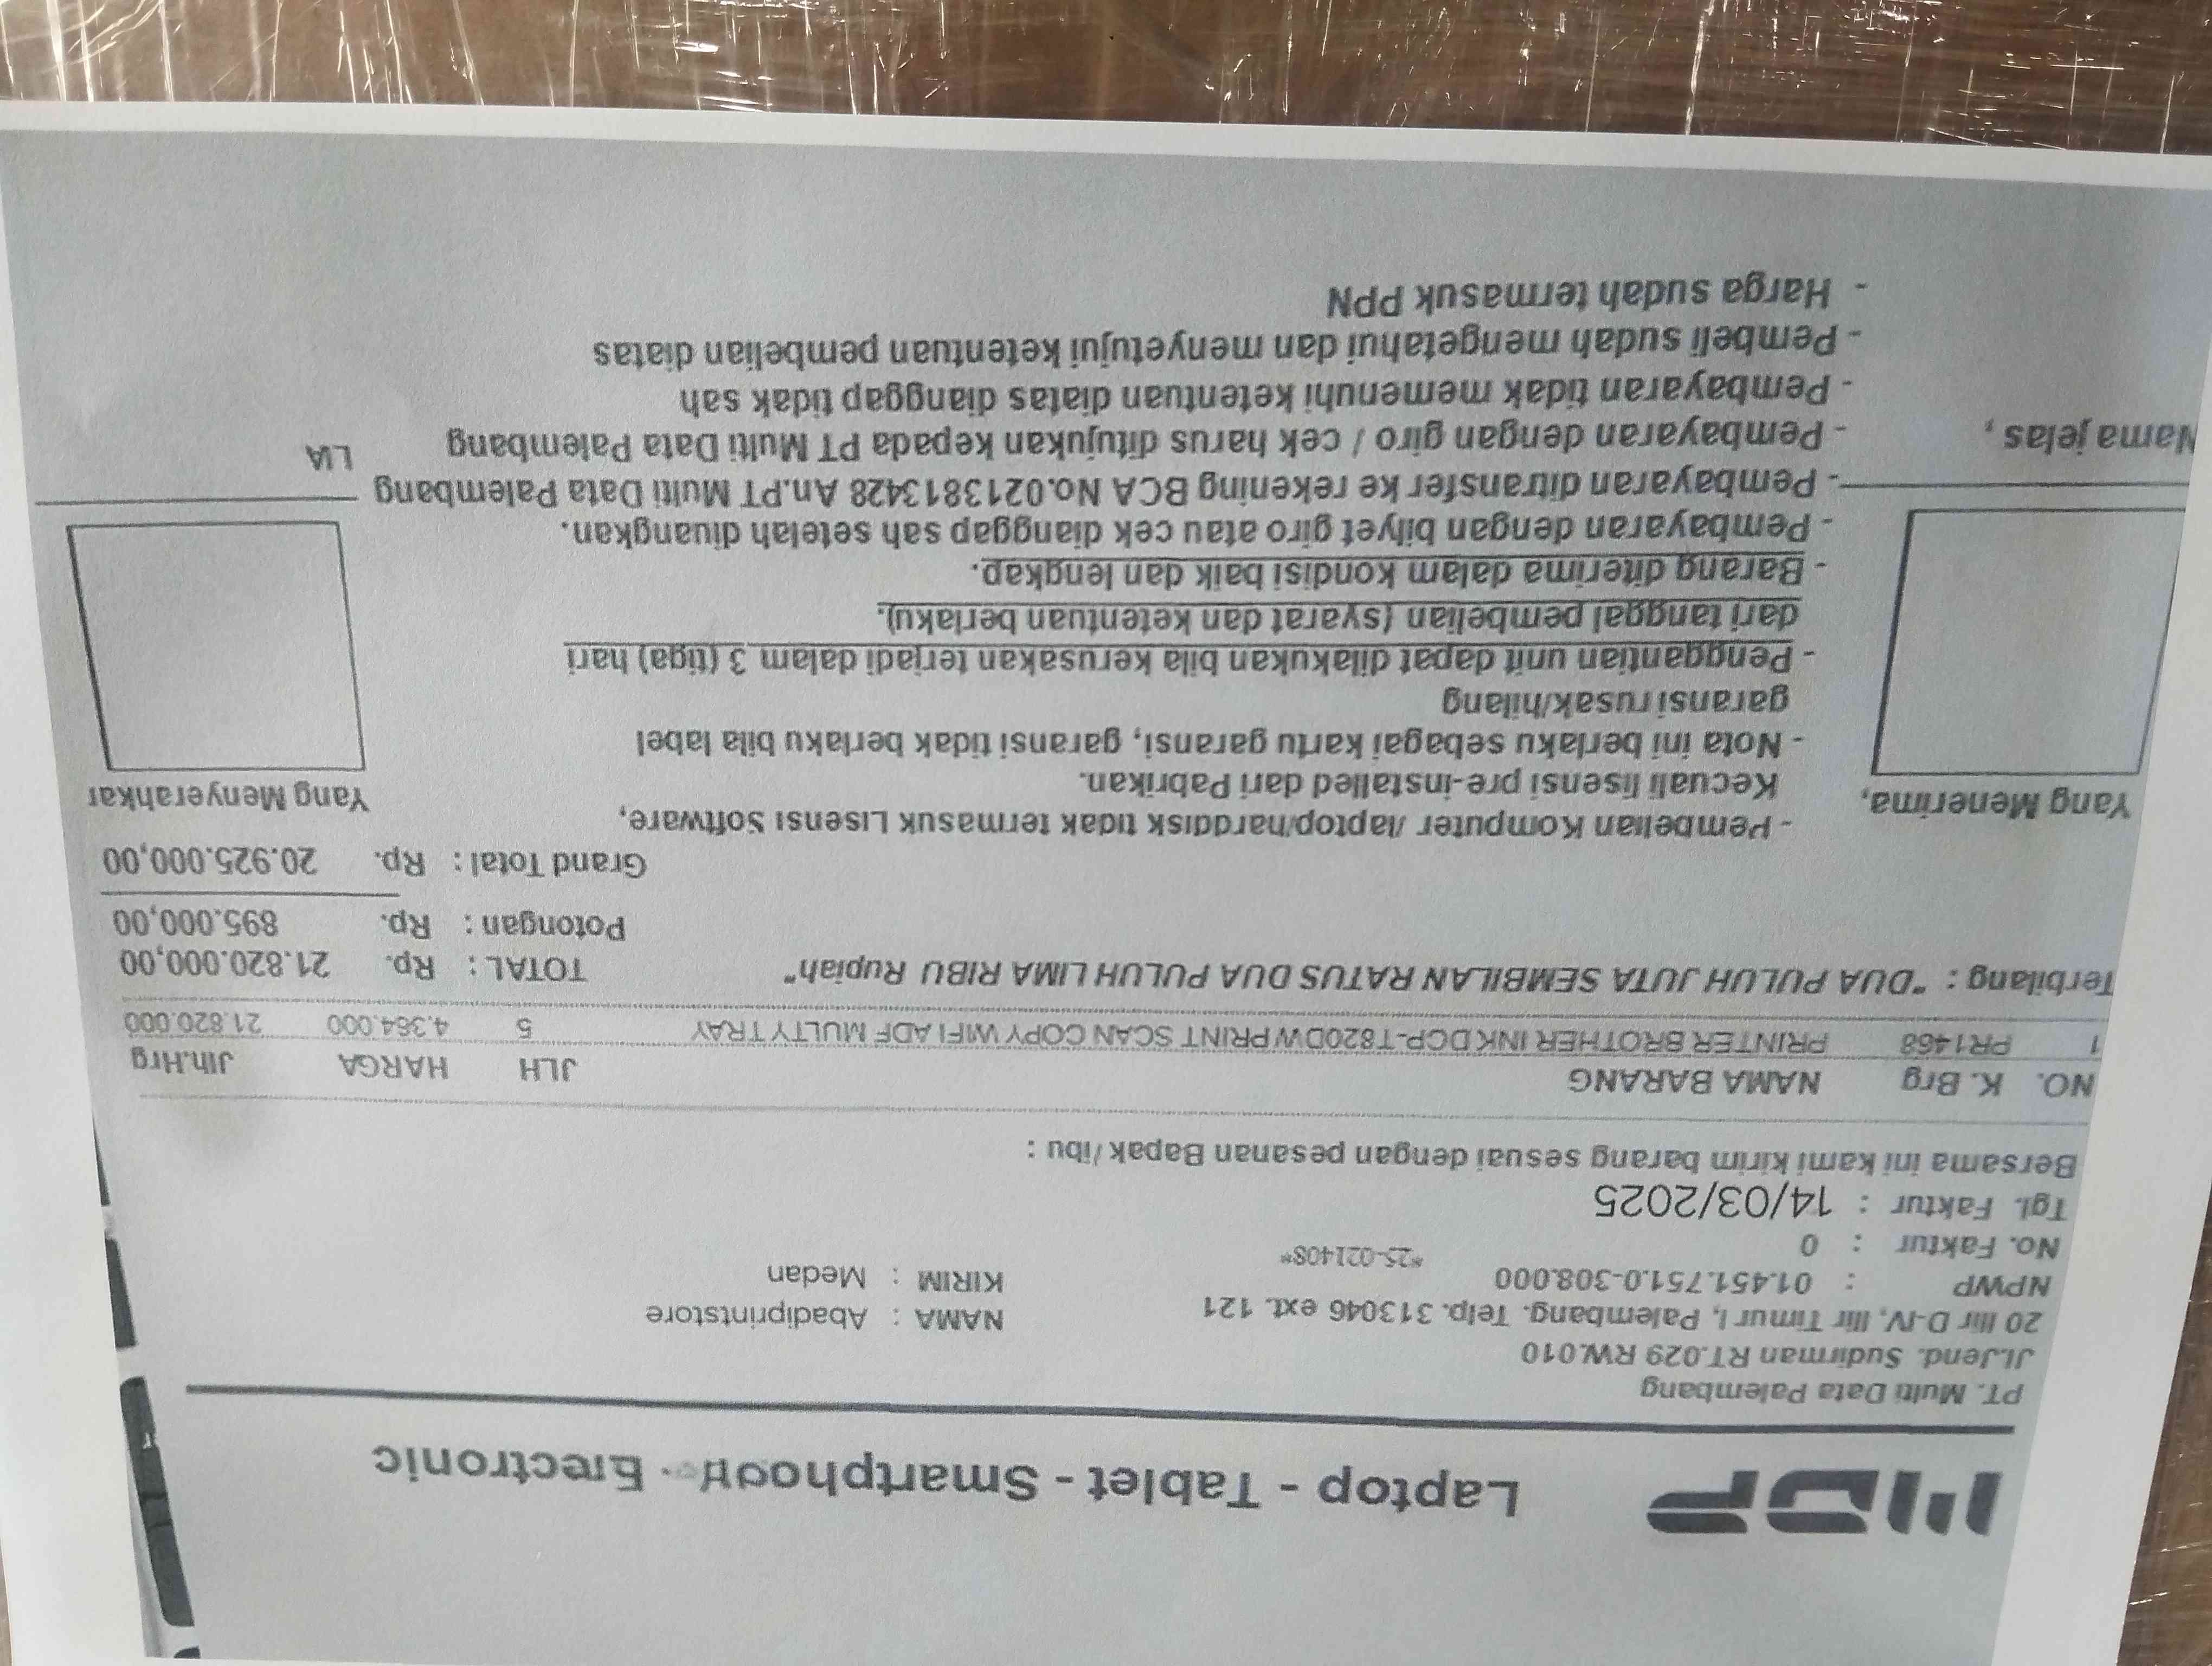 MDP Laptop - Tablet - Smartphoon - Electronic
PT. Multi Data Palembang
Jl.Jend. Sudirman RT.029 RW.010
20 Ilir D-IV, Ilir Timur I, Palembang. Telp. 313046 ext. 121
NAMA : Abadiprintstore
NPWP : 01.451.751.0-308.000
KIRIM : Medan
No. Faktur : 0 *25-021408*
Tgl. Faktur : 14/03/2025
Bersama ini kami kirim barang sesuai dengan pesanan Bapak /ibu :
NO. K. Brg NAMA BARANG JLH HARGA Jlh.Hrg
1 PR1468 PRINTER BROTHER INK DCP-T820DW PRINT SCAN COPY WIFI ADF MULTY TRAY 5 4.364.000 21.820.000
Terbilang : "DUA PULUH JUTA SEMBILAN RATUS DUA PULUH LIMA RIBU Rupiah" TOTAL : Rp. 21.820.000,00
Potongan : Rp. 895.000,00
Grand Total : Rp. 20.925.000,00
- Pembelian Komputer /laptop/harddisk tidak termasuk Lisensi Software,
Kecuali lisensi pre-installed dari Pabrikan.
- Nota ini berlaku sebagai kartu garansi, garansi tidak berlaku bila label
garansi rusak/hilang
- Penggantian unit dapat dilakukan bila kerusakan terjadi dalam 3 (tiga) hari
dari tanggal pembelian (syarat dan ketentuan berlaku).
- Barang diterima dalam kondisi baik dan lengkap.
- Pembayaran dengan bilyet giro atau cek dianggap sah setelah diuangkan.
- Pembayaran ditransfer ke rekening BCA No.0213813428 An.PT Multi Data Palembang
- Pembayaran dengan giro / cek harus ditujukan kepada PT Multi Data Palembang
- Pembayaran tidak memenuhi ketentuan diatas dianggap tidak sah
- Pembeli sudah mengetahui dan menyetujui ketentuan pembelian diatas
- Harga sudah termasuk PPN
Yang Menerima,
Nama jelas ,
Yang Menyerahkan
LIA